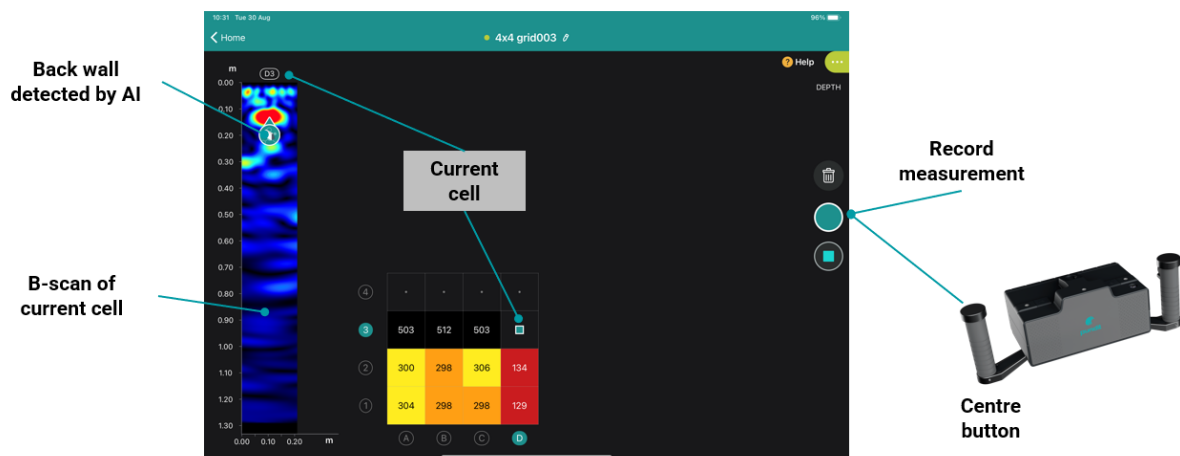 10:31 Tue 30 Aug
96%
Home
4x4 grid003
Help
DEPTH
Back wall
detected by AI
m
D3
0.00
0.10
0.20
0.30
0.40
0.50
0.60
0.70
0.80
0.90
1.00
1.10
1.20
1.30
0.00 0.10 0.20 m
Current
cell
Record
measurement
B-scan of
current cell
4
3 503 512 503
2 300 298 306 134
1 304 298 298 129
A B C D
Centre
button